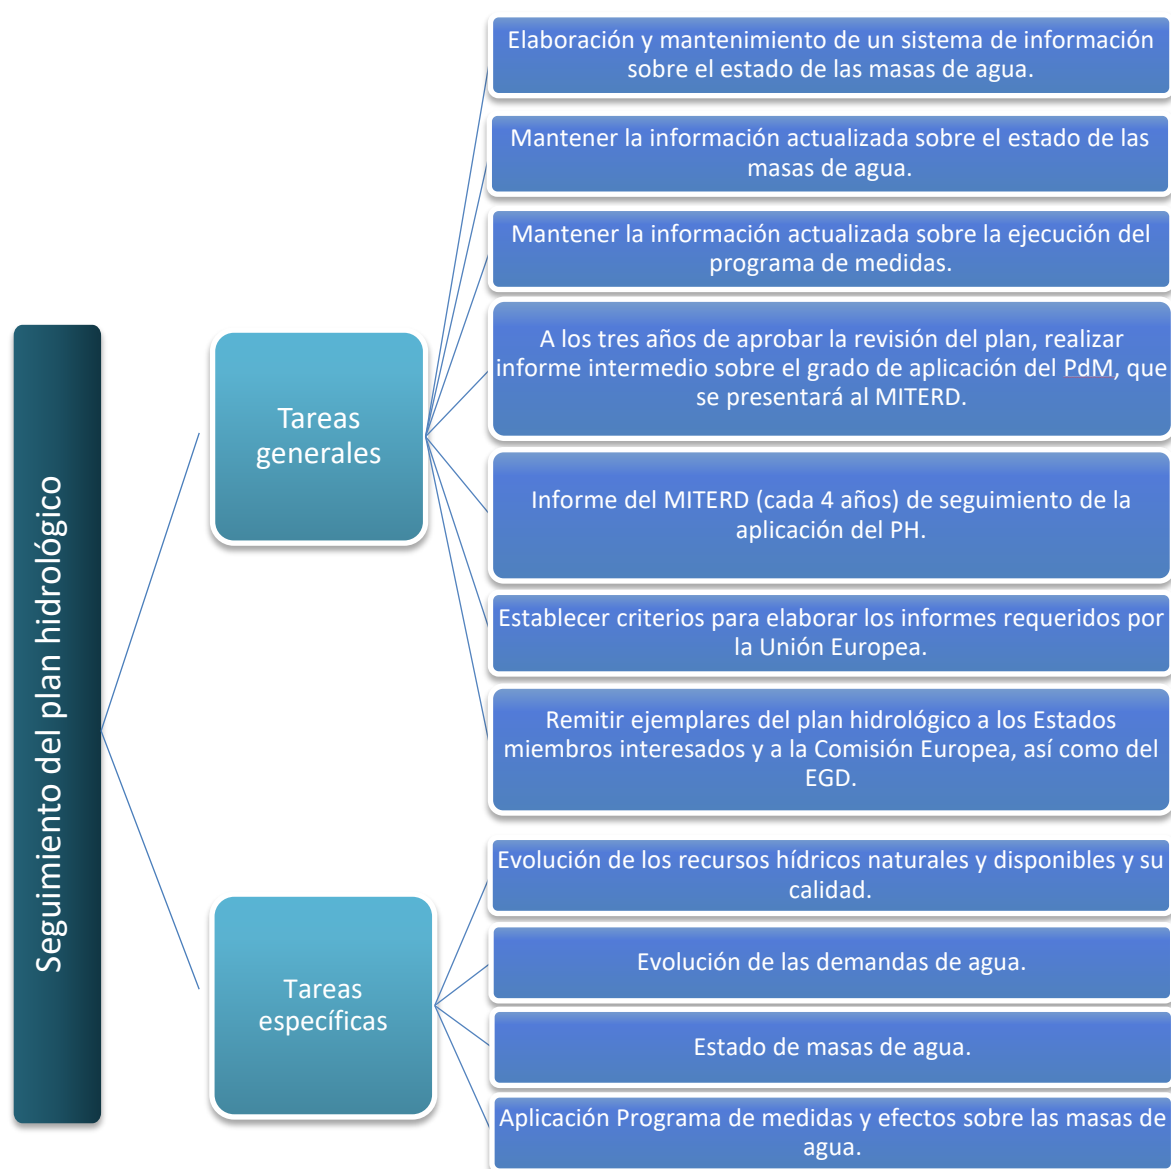 Seguimiento del plan hidrológico
Tareas
generales
Elaboración y mantenimiento de un sistema de información
sobre el estado de las masas de agua.
Mantener la información actualizada sobre el estado de las
masas de agua.
Mantener la información actualizada sobre la ejecución del
programa de medidas.
A los tres años de aprobar la revisión del plan, realizar
informe intermedio sobre el grado de aplicación del PdM, que
se presentará al MITERD.
Informe del MITERD (cada 4 años) de seguimiento de la
aplicación del PH.
Establecer criterios para elaborar los informes requeridos por
la Unión Europea.
Remitir ejemplares del plan hidrológico a los Estados
miembros interesados y a la Comisión Europea, así como del
EGD.
Tareas
específicas
Evolución de los recursos hídricos naturales y disponibles y su
calidad.
Evolución de las demandas de agua.
Estado de masas de agua.
Aplicación Programa de medidas y efectos sobre las masas de
agua.